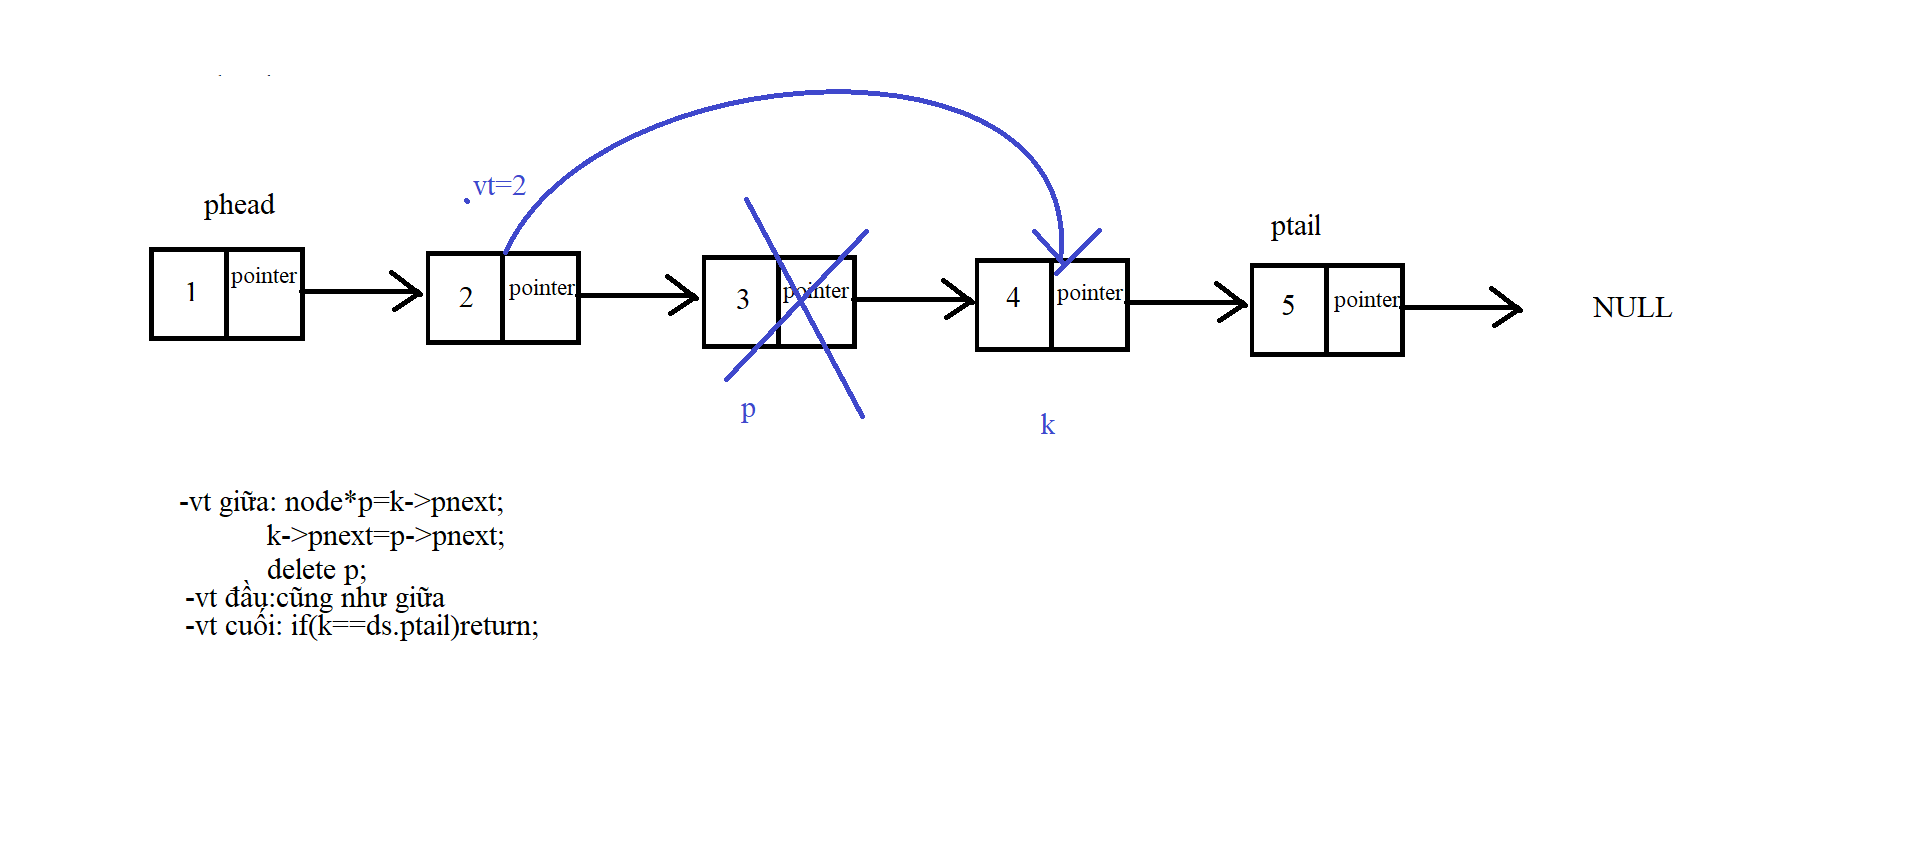 vt=2
phead
ptail
1 pointer
2 pointer
3 pointer
4 pointer
5 pointer
NULL
p
k
-vt giữa: node*p=k->pnext;
k->pnext=p->pnext;
delete p;
-vt đầu:cũng như giữa
-vt cuối: if(k==ds.ptail)return;